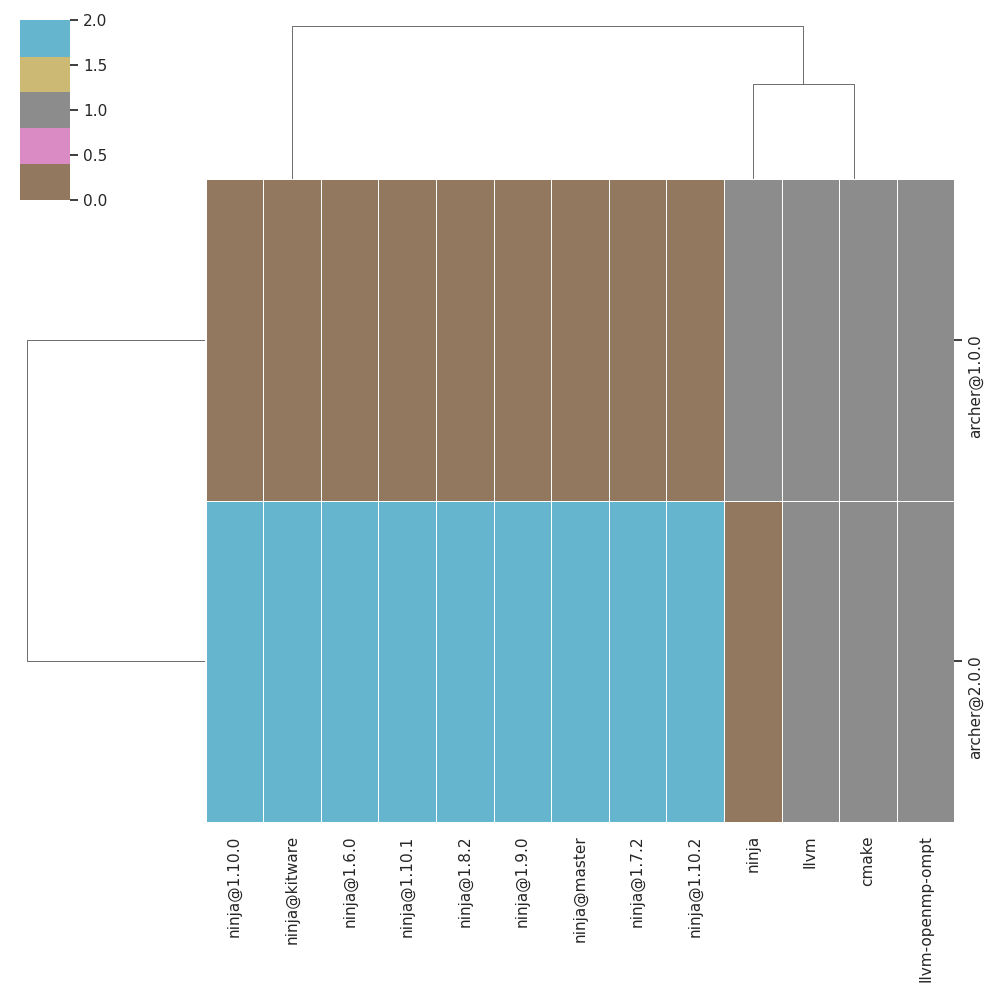 2.0
1.5
1.0
0.5
0.0
archer@1.0.0
archer@2.0.0
ninja@1.10.0
ninja@kitware
ninja@1.6.0
ninja@1.10.1
ninja@1.8.2
ninja@1.9.0
ninja@master
ninja@1.7.2
ninja@1.10.2
ninja
llvm
cmake
llvm-openmp-ompt